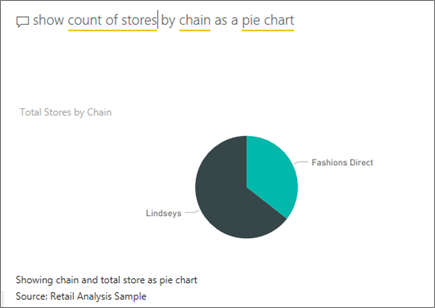 show count of stores by chain as a pie chart
Total Stores by Chain
Fashions Direct
Lindseys
Showing chain and total store as pie chart
Source: Retail Analysis Sample